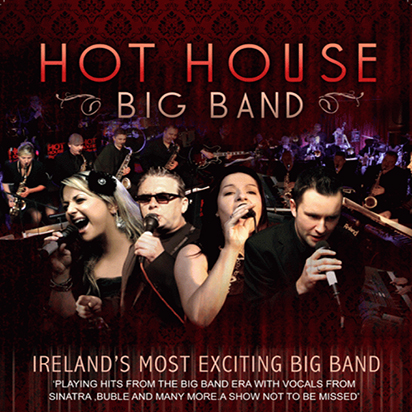 HOT HOUSE
BIG BAND
IRELAND'S MOST EXCITING BIG BAND
'PLAYING HITS FROM THE BIG BAND ERA WITH VOCALS FROM
SINATRA ,BUBLE AND MANY MORE.A SHOW NOT TO BE MISSED'